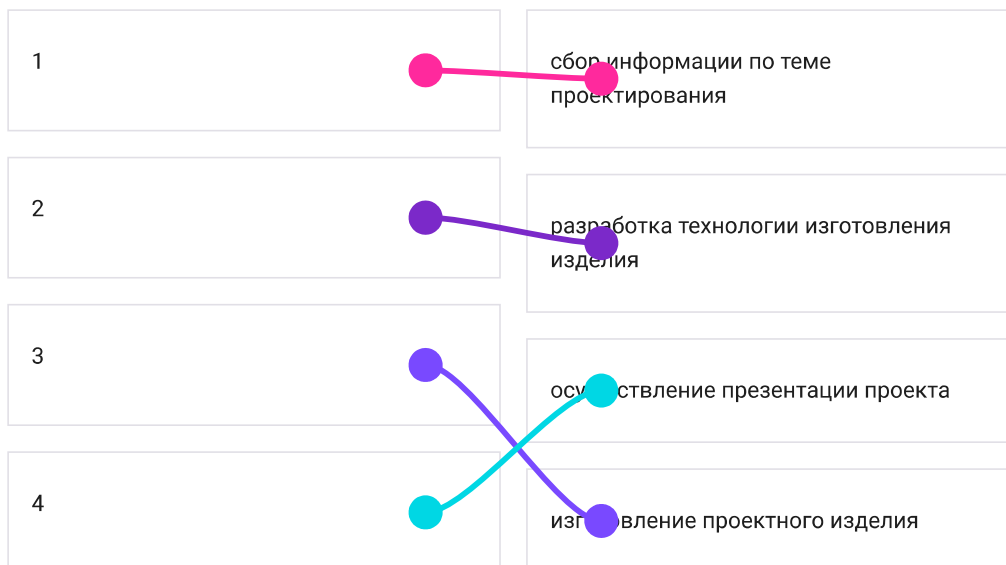 1
сбор информации по теме
проектирования
2
разработка технологии изготовления
изделия
3
осуществление презентации проекта
4
изготовление проектного изделия